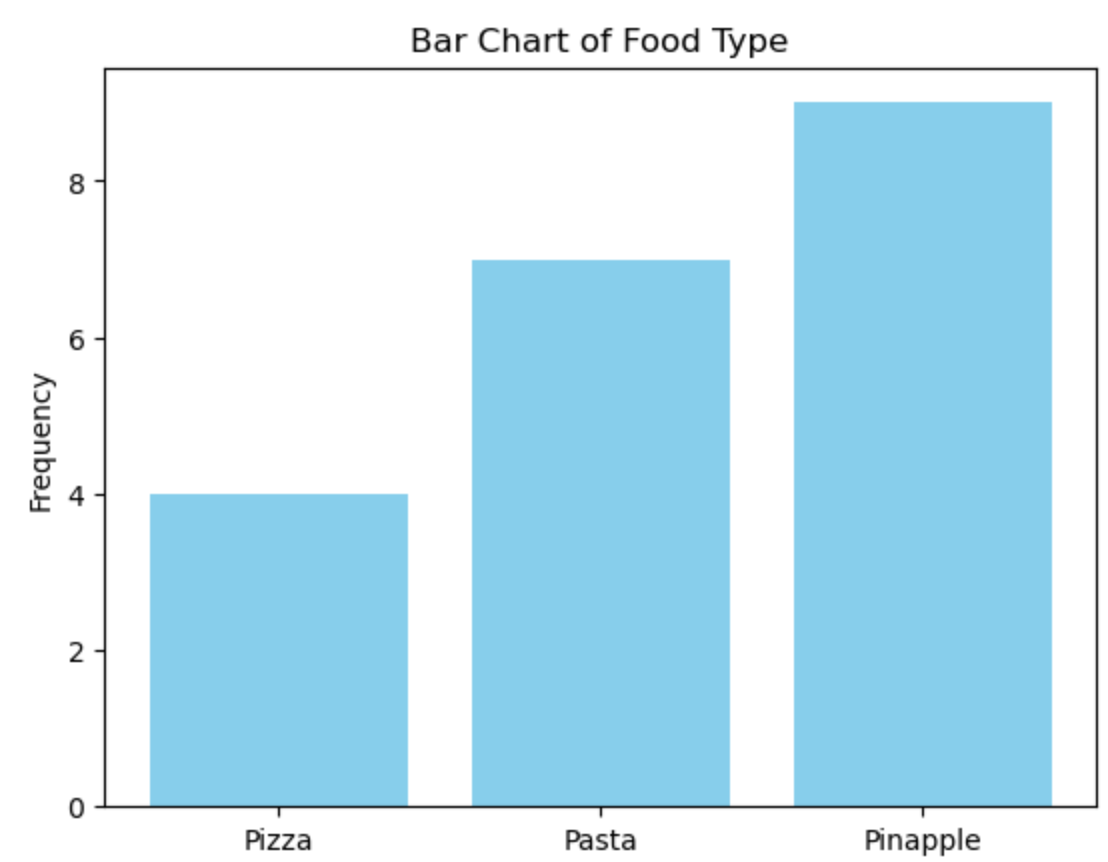 Bar Chart of Food Type
8
6
4
2
0
Frequency
Pizza
Pasta
Pinapple